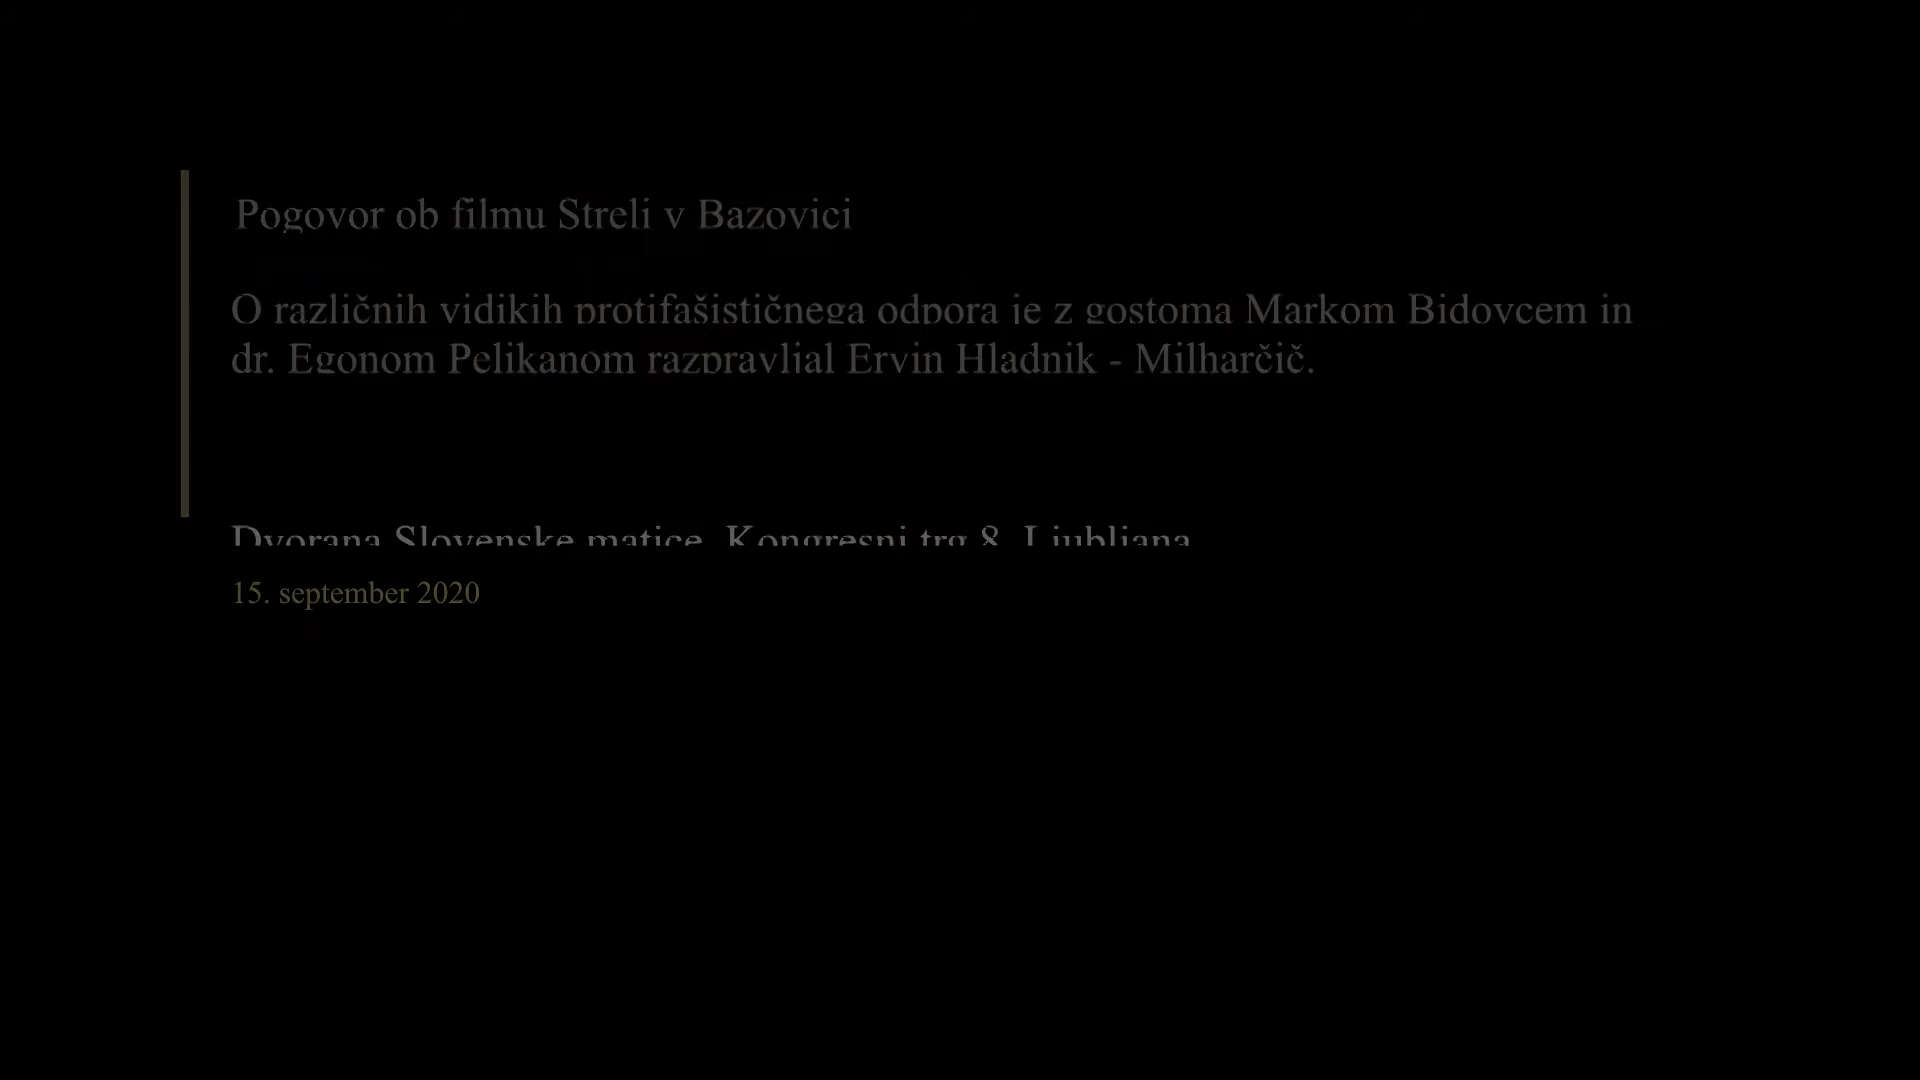 Pogovor ob filmu Streli v Bazovici
O različnih vidikih protifašističnega odpora je z gostoma Markom Bidovcem in
dr. Egonom Pelikanom razpravljal Ervin Hladnik - Milharčič.
Dvorana Slovenske matice, Kongresni trg 8, Ljubljana
15. september 2020